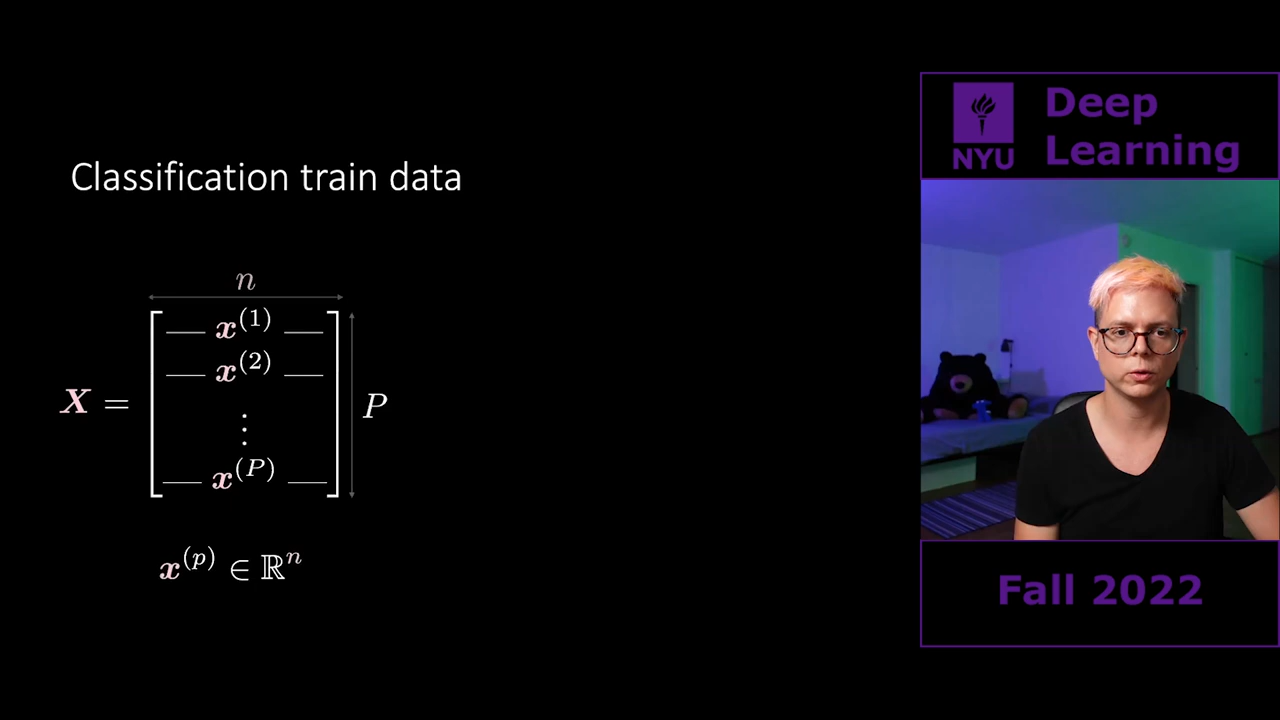 Classification train data
n
x^(1)
x^(2)
⋮
X =
P
x^(P)
x^(p) ∈ ℝ^n
NYU
Deep
Learning
Fall 2022